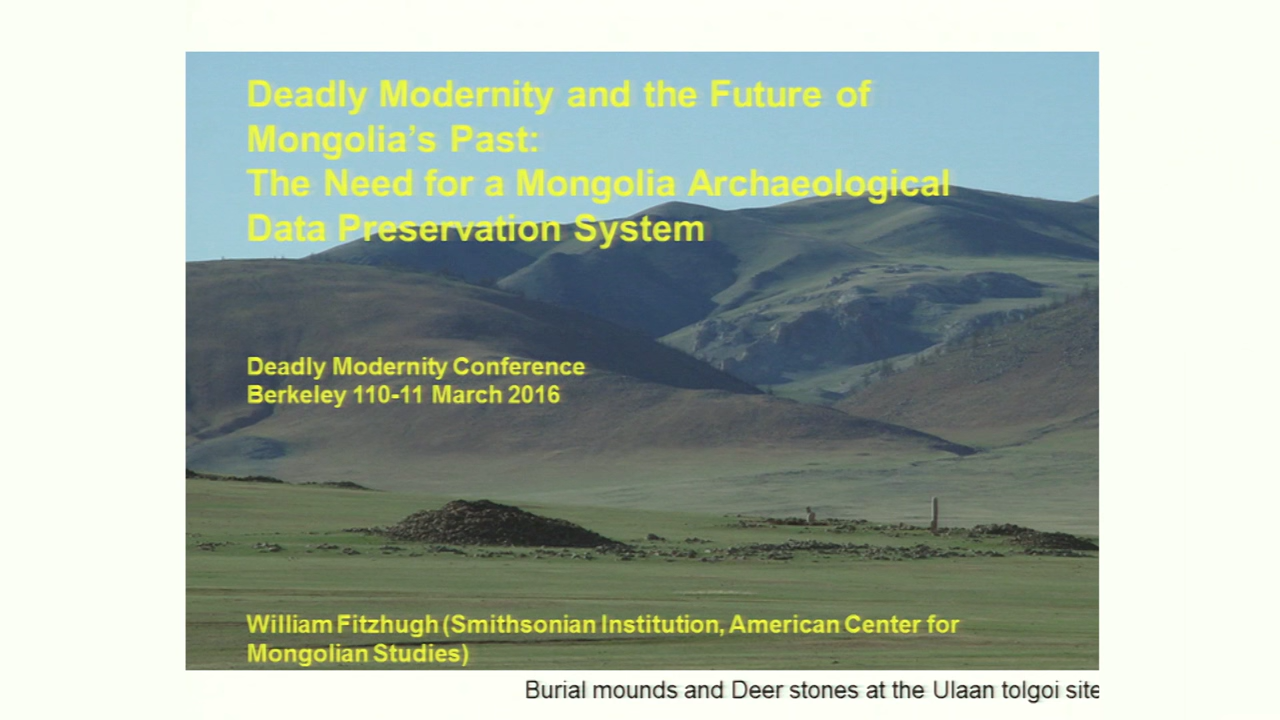 Deadly Modernity and the Future of
Mongolia’s Past:
The Need for a Mongolia Archaeological
Data Preservation System
Deadly Modernity Conference
Berkeley 110-11 March 2016
William Fitzhugh (Smithsonian Institution, American Center for
Mongolian Studies)
Burial mounds and Deer stones at the Ulaan tolgoi site